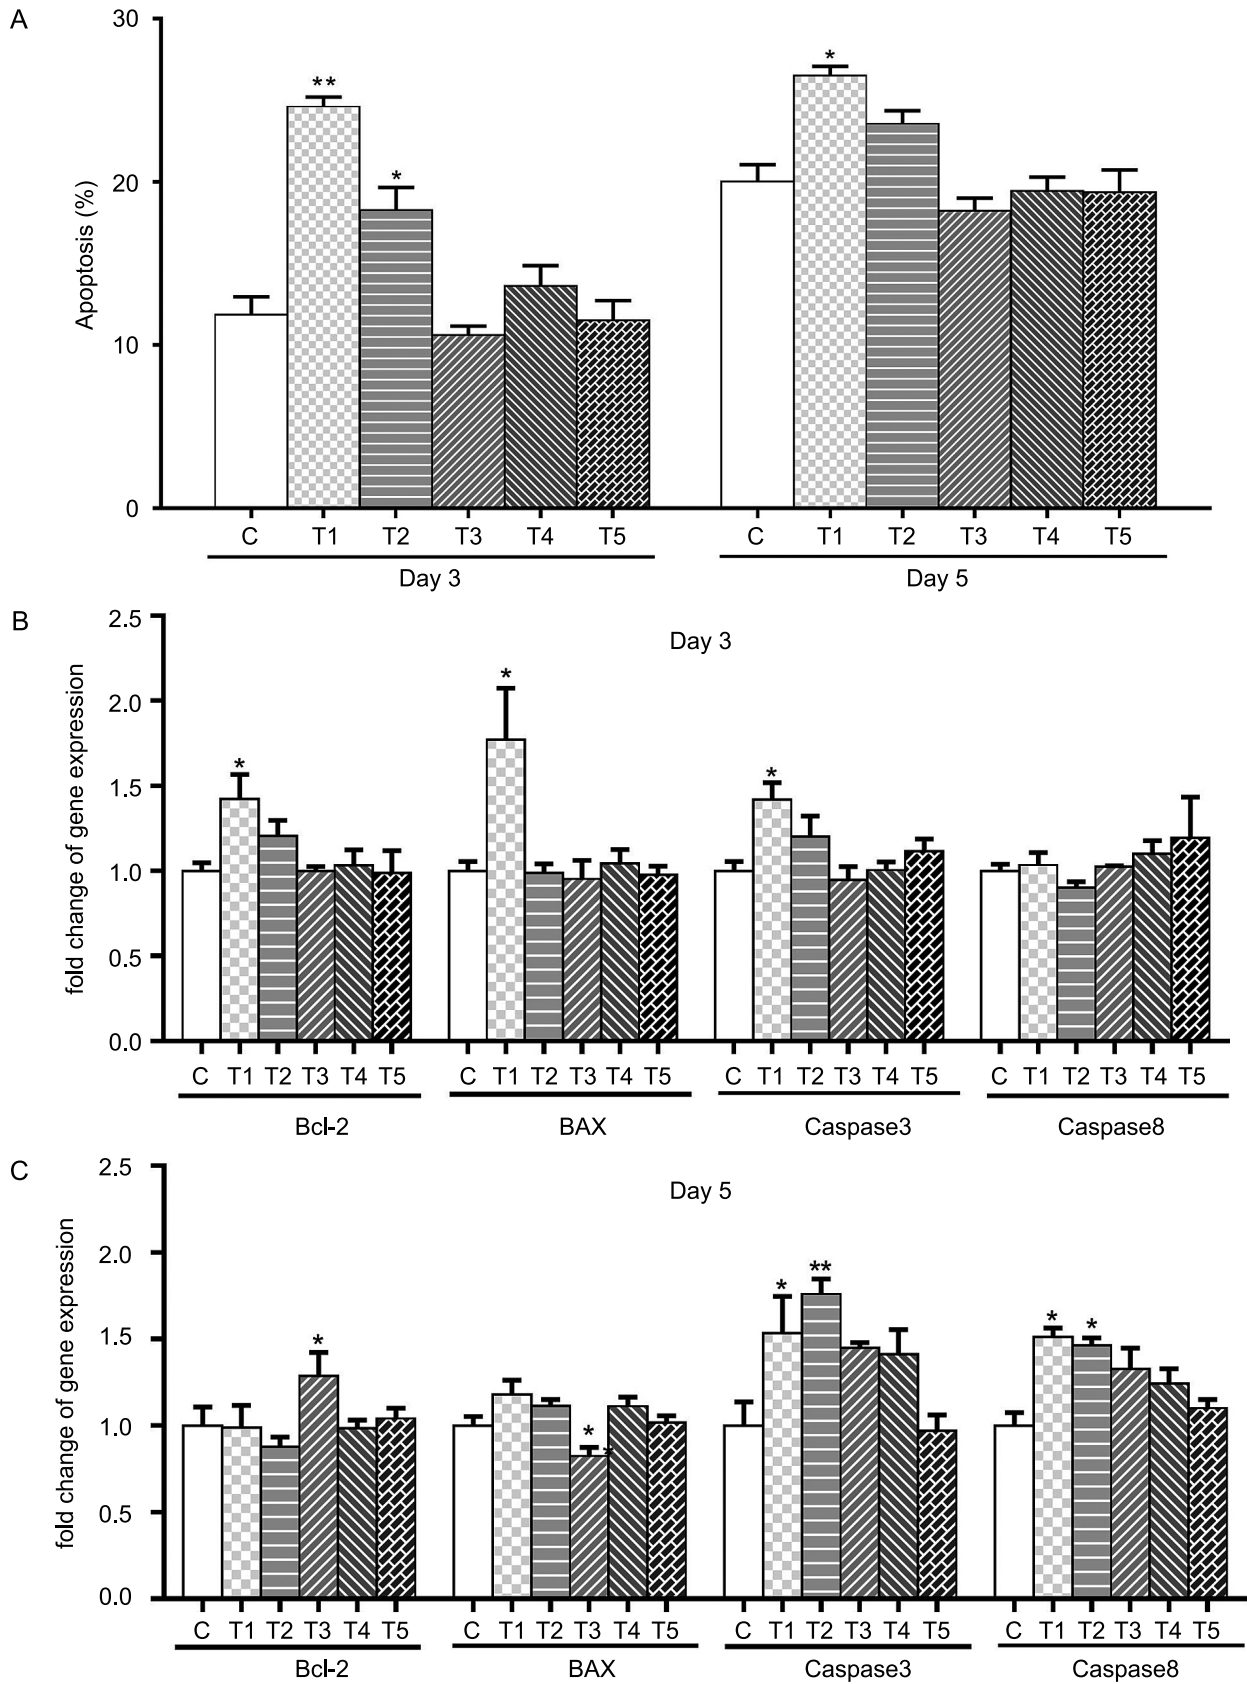 A
30
20
10
0
Apoptosis (%)
** * *
C T1 T2 T3 T4 T5 C T1 T2 T3 T4 T5
Day 3 Day 5
B
Day 3
2.5
2.0
1.5
1.0
0.5
0.0
fold change of gene expression
* * *
C T1 T2 T3 T4 T5 C T1 T2 T3 T4 T5 C T1 T2 T3 T4 T5 C T1 T2 T3 T4 T5
Bcl-2 BAX Caspase3 Caspase8
C
Day 5
2.5
2.0
1.5
1.0
0.5
0.0
fold change of gene expression
* * * * ** * *
C T1 T2 T3 T4 T5 C T1 T2 T3 T4 T5 C T1 T2 T3 T4 T5 C T1 T2 T3 T4 T5
Bcl-2 BAX Caspase3 Caspase8